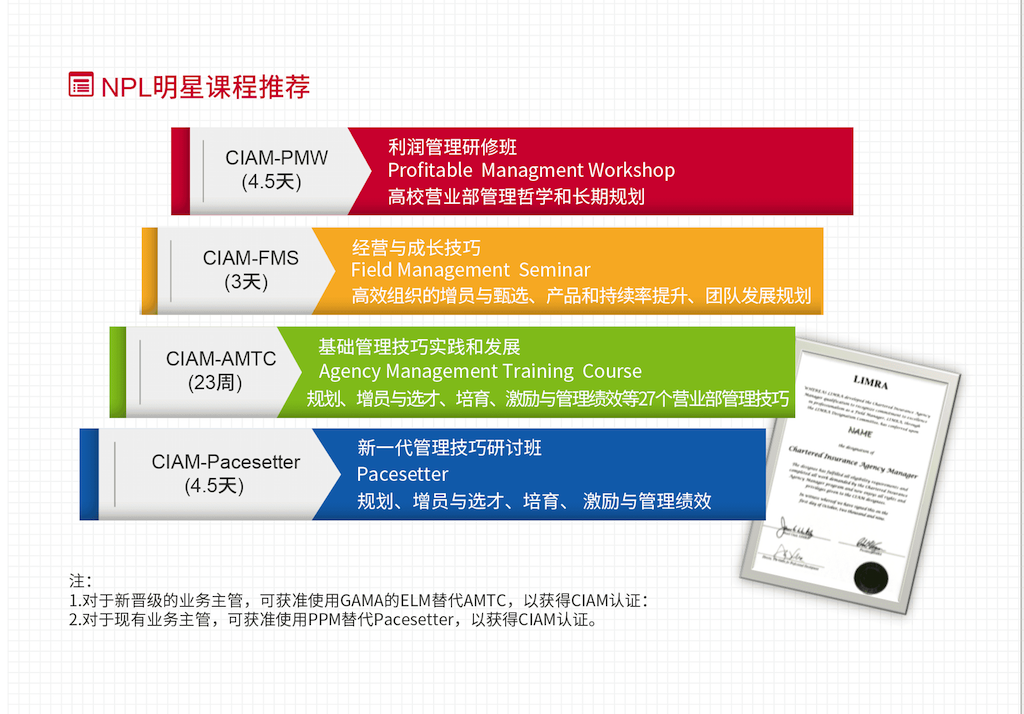 NPL明星课程推荐
CIAM-PMW
(4.5天)
利润管理研修班
Profitable Managment Workshop
高校营业部管理哲学和长期规划
CIAM-FMS
(3天)
经营与成长技巧
Field Management Seminar
高效组织的增员与甄选、产品和持续率提升、团队发展规划
CIAM-AMTC
(23周)
基础管理技巧实践和发展
Agency Management Training Course
规划、增员与选才、培育、激励与管理绩效等27个营业部管理技巧
CIAM-Pacesetter
(4.5天)
新一代管理技巧研讨班
Pacesetter
规划、增员与选才、培育、 激励与管理绩效
LIMRA
NAME
the designation of
Chartered Insurance Agency Manager
注：
1.对于新晋级的业务主管，可获准使用GAMA的ELM替代AMTC，以获得CIAM认证：
2.对于现有业务主管，可获准使用PPM替代Pacesetter，以获得CIAM认证。